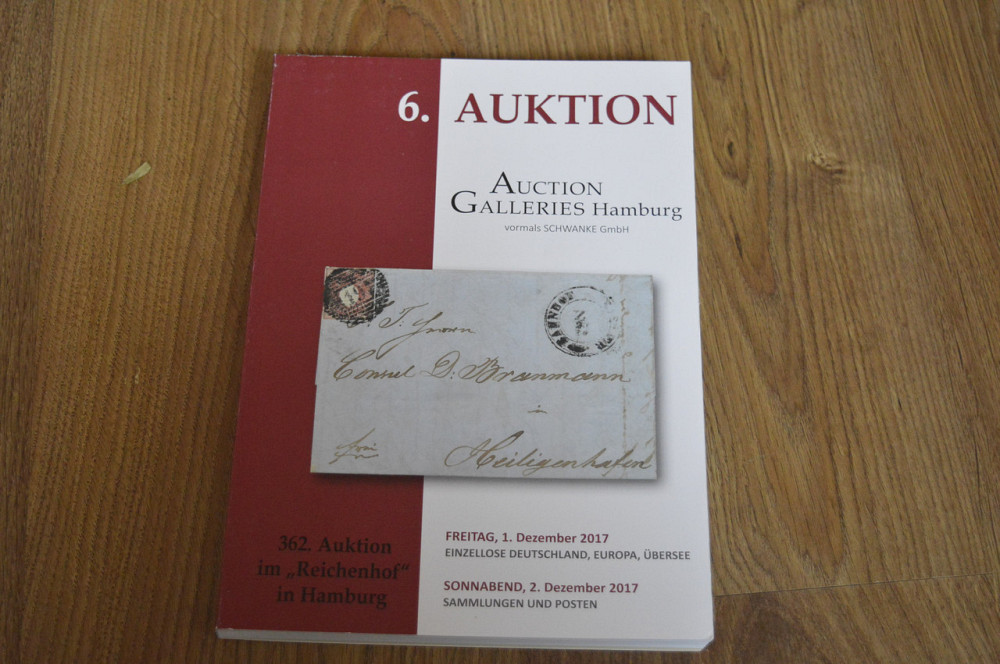 6. AUKTION
AUCTION
GALLERIES Hamburg
vormals SCHWANKE GmbH
Consul D: Branmann
Heiligenhafen
362. Auktion
im „Reichenhof“
in Hamburg
FREITAG, 1. Dezember 2017
EINZELLOSE DEUTSCHLAND, EUROPA, ÜBERSEE
SONNABEND, 2. Dezember 2017
SAMMLUNGEN UND POSTEN